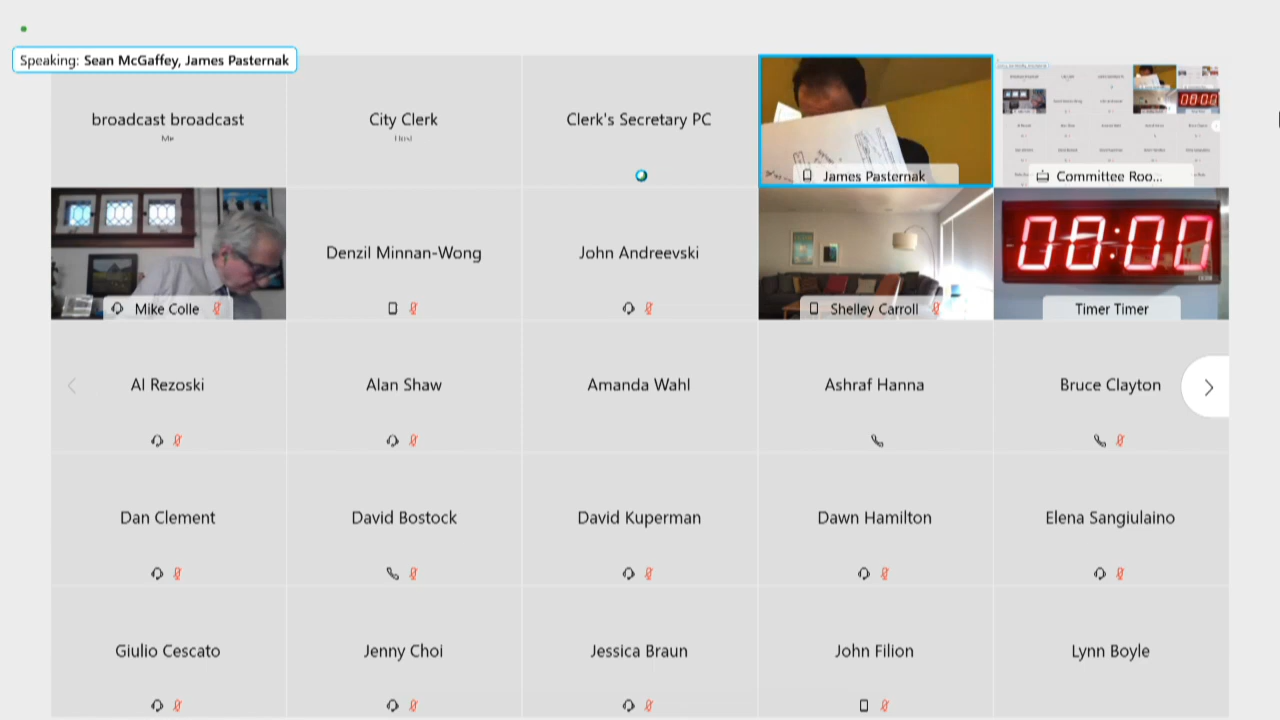 Speaking: Sean McGaffey, James Pasternak
broadcast broadcast
Me
City Clerk
Host
Clerk's Secretary PC
James Pasternak
Committee Roo...
Mike Colle
Denzil Minnan-Wong
John Andreevski
Shelley Carroll
08:00
Timer Timer
Al Rezoski
Alan Shaw
Amanda Wahl
Ashraf Hanna
Bruce Clayton
Dan Clement
David Bostock
David Kuperman
Dawn Hamilton
Elena Sangiulaino
Giulio Cescato
Jenny Choi
Jessica Braun
John Filion
Lynn Boyle